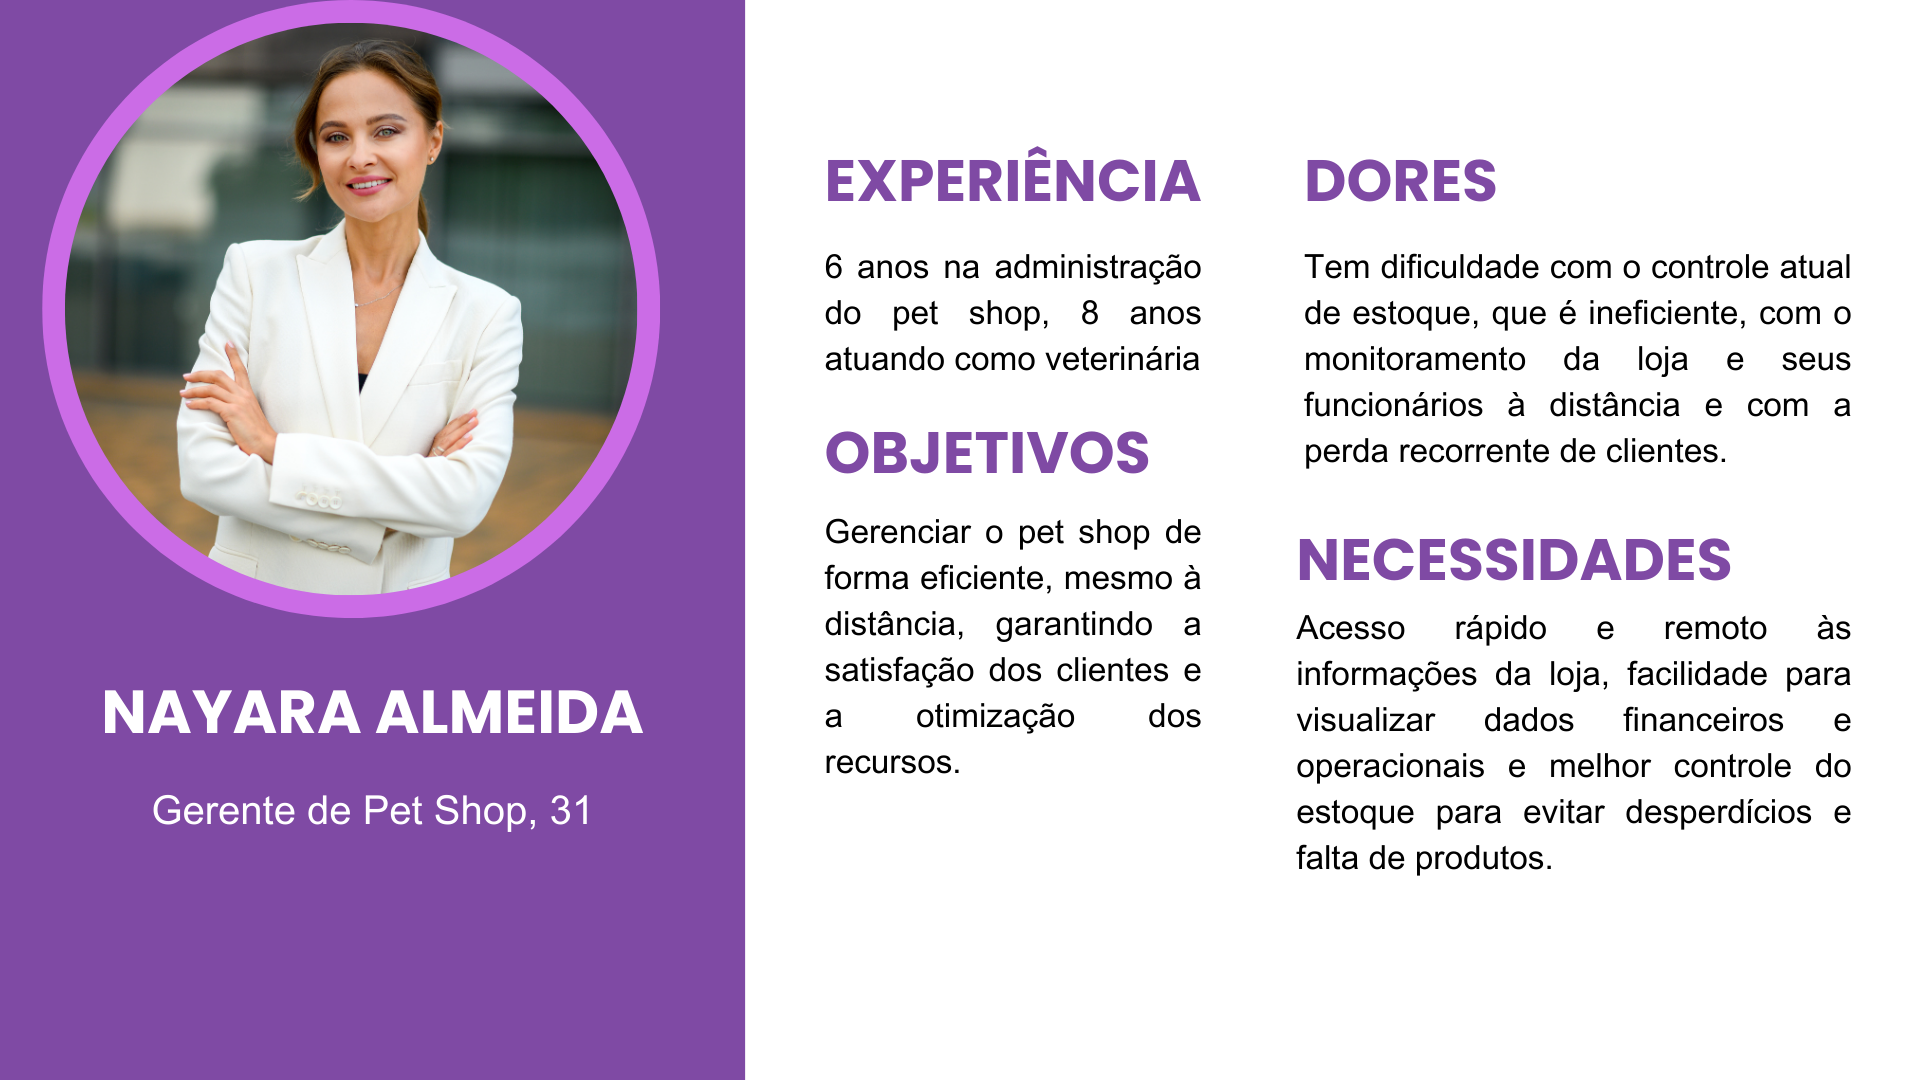 NAYARA ALMEIDA
Gerente de Pet Shop, 31
EXPERIÊNCIA
6 anos na administração
do pet shop, 8 anos
atuando como veterinária
OBJETIVOS
Gerenciar o pet shop de
forma eficiente, mesmo à
distância, garantindo a
satisfação dos clientes e
a otimização dos
recursos.
DORES
Tem dificuldade com o controle atual
de estoque, que é ineficiente, com o
monitoramento da loja e seus
funcionários à distância e com a
perda recorrente de clientes.
NECESSIDADES
Acesso rápido e remoto às
informações da loja, facilidade para
visualizar dados financeiros e
operacionais e melhor controle do
estoque para evitar desperdícios e
falta de produtos.